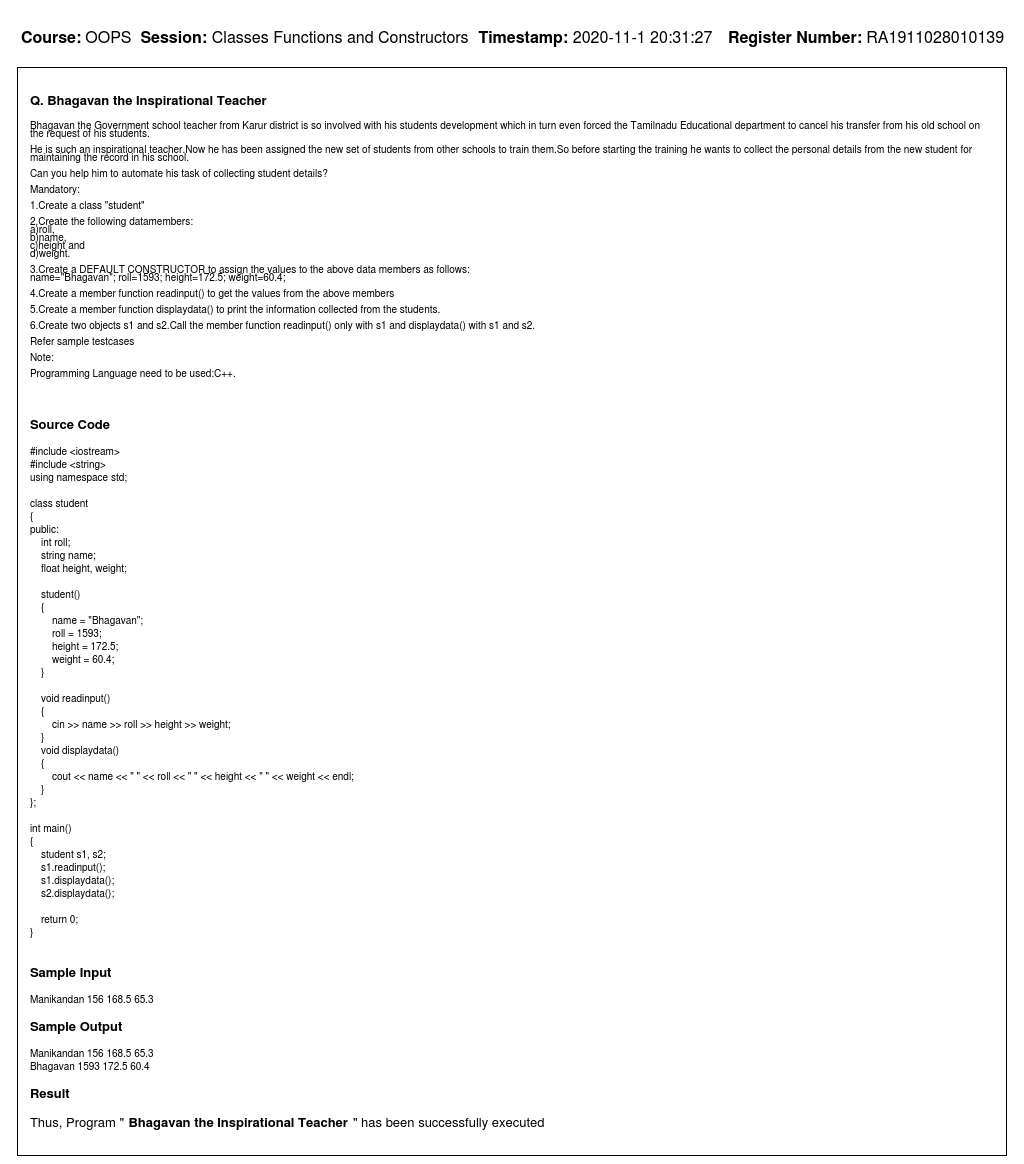 Course: OOPS Session: Classes Functions and Constructors Timestamp: 2020-11-1 20:31:27 Register Number: RA1911028010139
Q. Bhagavan the Inspirational Teacher
Bhagavan the Government school teacher from Karur district is so involved with his students development which in turn even forced the Tamilnadu Educational department to cancel his transfer from his old school on
the request of his students.
He is such an inspirational teacher.Now he has been assigned the new set of students from other schools to train them.So before starting the training he wants to collect the personal details from the new student for
maintaining the record in his school.
Can you help him to automate his task of collecting student details?
Mandatory:
1.Create a class "student"
2.Create the following datamembers:
a)roll,
b)name,
c)height and
d)weight.
3.Create a DEFAULT CONSTRUCTOR to assign the values to the above data members as follows:
name="Bhagavan"; roll=1593; height=172.5; weight=60.4;
4.Create a member function readinput() to get the values from the above members
5.Create a member function displaydata() to print the information collected from the students.
6.Create two objects s1 and s2.Call the member function readinput() only with s1 and displaydata() with s1 and s2.
Refer sample testcases
Note:
Programming Language need to be used:C++.
Source Code
#include <iostream>
#include <string>
using namespace std;
class student
{
public:
int roll;
string name;
float height, weight;
student()
{
name = "Bhagavan";
roll = 1593;
height = 172.5;
weight = 60.4;
}
void readinput()
{
cin >> name >> roll >> height >> weight;
}
void displaydata()
{
cout << name << " " << roll << " " << height << " " << weight << endl;
}
};
int main()
{
student s1, s2;
s1.readinput();
s1.displaydata();
s2.displaydata();
return 0;
}
Sample Input
Manikandan 156 168.5 65.3
Sample Output
Manikandan 156 168.5 65.3
Bhagavan 1593 172.5 60.4
Result
Thus, Program " Bhagavan the Inspirational Teacher " has been successfully executed